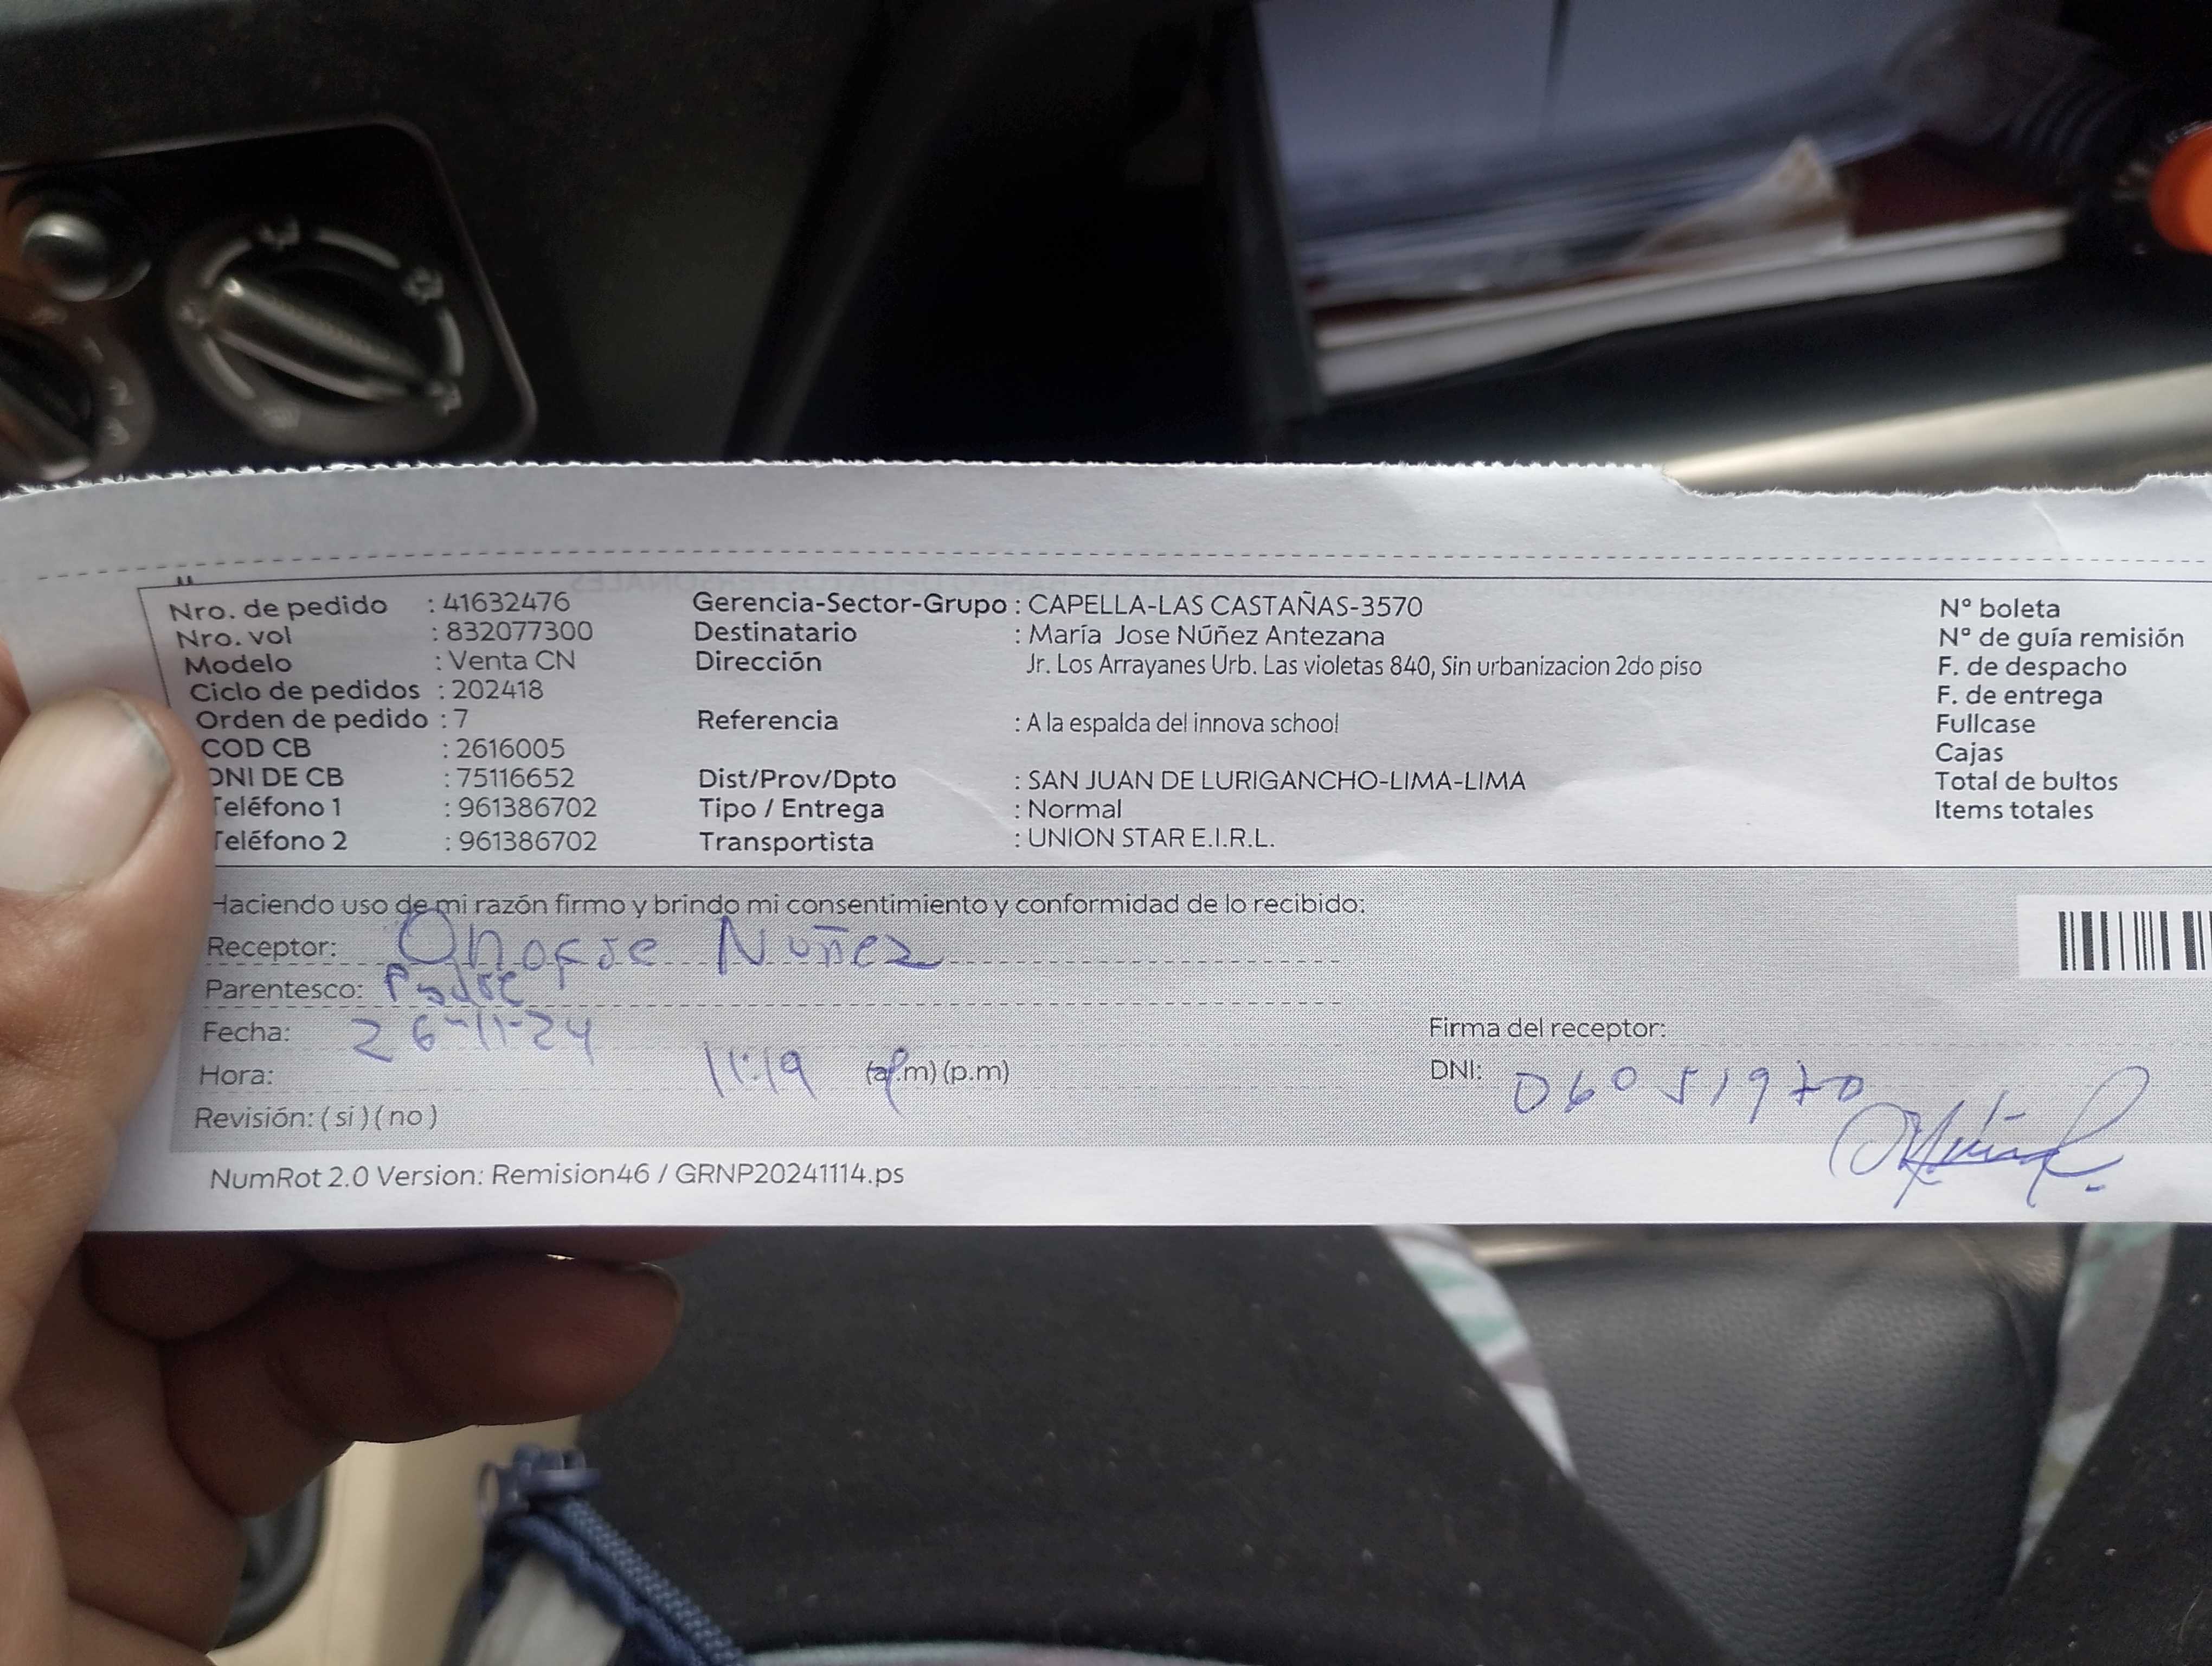 Nro. de pedido : 41632476 Gerencia-Sector-Grupo : CAPELLA-LAS CASTAÑAS-3570 N° boleta
Nro. vol : 832077300 Destinatario : María Jose Núñez Antezana N° de guía remisión
Modelo : Venta CN Dirección Jr. Los Arrayanes Urb. Las violetas 840, Sin urbanizacion 2do piso F. de despacho
Ciclo de pedidos : 202418 F. de entrega
Orden de pedido : 7 Referencia : A la espalda del innova school Fullcase
COD CB : 2616005 Cajas
DNI DE CB : 75116652 Dist/Prov/Dpto : SAN JUAN DE LURIGANCHO-LIMA-LIMA Total de bultos
Teléfono 1 : 961386702 Tipo / Entrega : Normal Items totales
Teléfono 2 : 961386702 Transportista : UNION STAR E.I.R.L.
Haciendo uso de mi razón firmo y brindo mi consentimiento y conformidad de lo recibido:
Receptor: Onofre Nuñez
Parentesco: Padre
Fecha: 26-11-24 Firma del receptor:
Hora: 11:19 (a.m) (p.m) DNI: 06051970
Revisión: ( si ) ( no )
NumRot 2.0 Version: Remision46 / GRNP20241114.ps